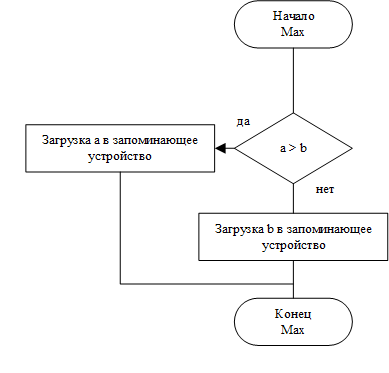 Начало
Max
да
a > b
Загрузка a в запоминающее
устройство
нет
Загрузка b в запоминающее
устройство
Конец
Max